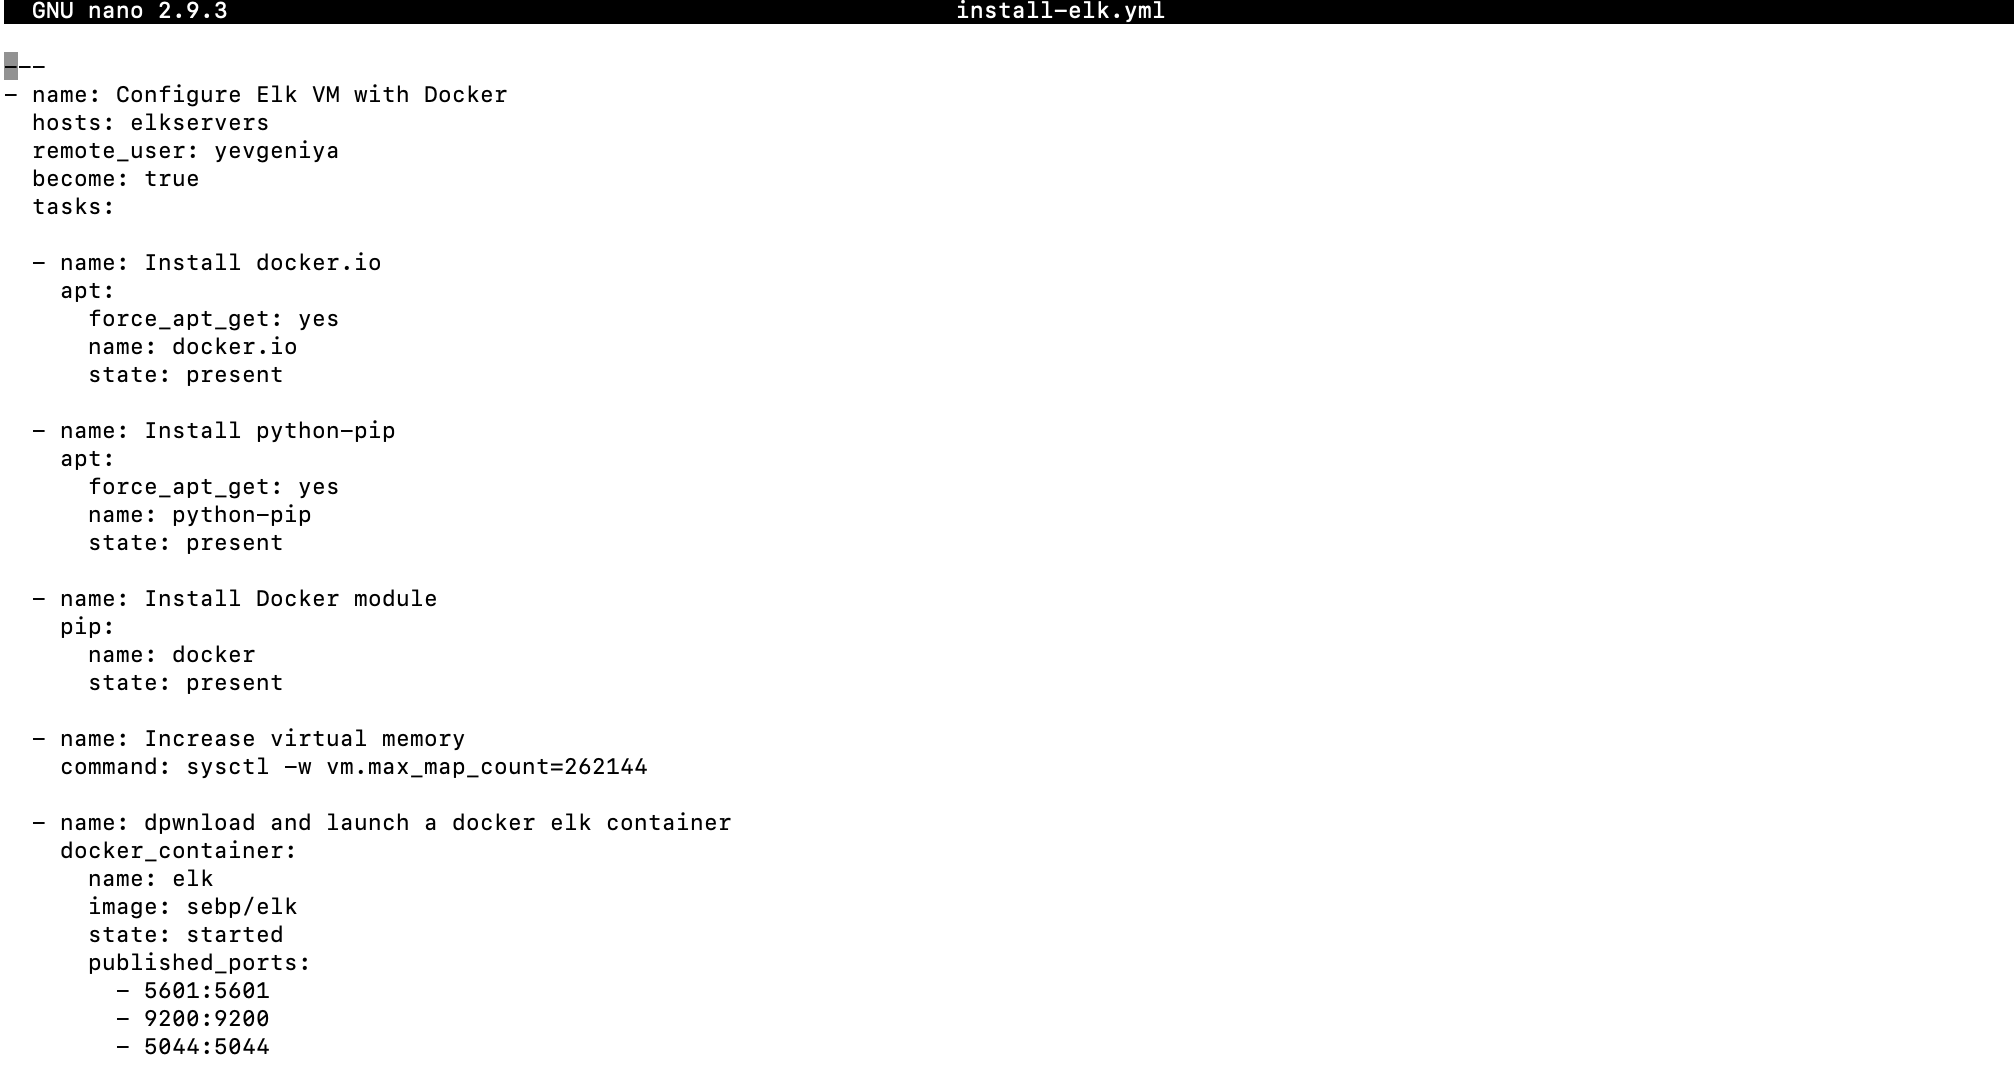 GNU nano 2.9.3 install-elk.yml
---
- name: Configure Elk VM with Docker
  hosts: elkservers
  remote_user: yevgeniya
  become: true
  tasks:

  - name: Install docker.io
    apt:
      force_apt_get: yes
      name: docker.io
      state: present

  - name: Install python-pip
    apt:
      force_apt_get: yes
      name: python-pip
      state: present

  - name: Install Docker module
    pip:
      name: docker
      state: present

  - name: Increase virtual memory
    command: sysctl -w vm.max_map_count=262144

  - name: dpwnload and launch a docker elk container
    docker_container:
      name: elk
      image: sebp/elk
      state: started
      published_ports:
        - 5601:5601
        - 9200:9200
        - 5044:5044